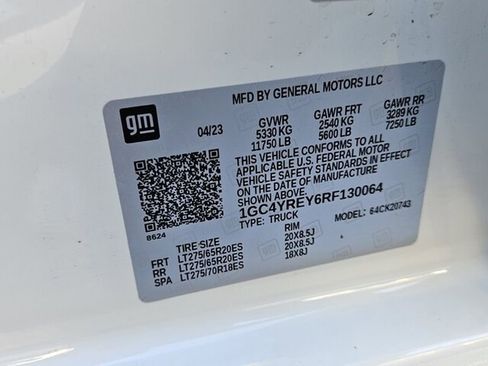 MFD BY GENERAL MOTORS LLC
gm
04/23
GVWR GAWR FRT GAWR RR
5330 KG 2540 KG 3289 KG
11750 LB 5600 LB 7250 LB
THIS VEHICLE CONFORMS TO ALL
APPLICABLE U.S. FEDERAL MOTOR
VEHICLE SAFETY STANDARDS IN EFFECT
ON THE DATE OF MANUFACTURE
SHOWN ABOVE.
1GC4YREY6RF130064
TYPE: TRUCK MODEL: 64CK20743
8624
TIRE-SIZE RIM
FRT LT275/65R20ES 20X8.5J
RR LT275/65R20ES 20X8.5J
SPA LT275/70R18ES 18X8J